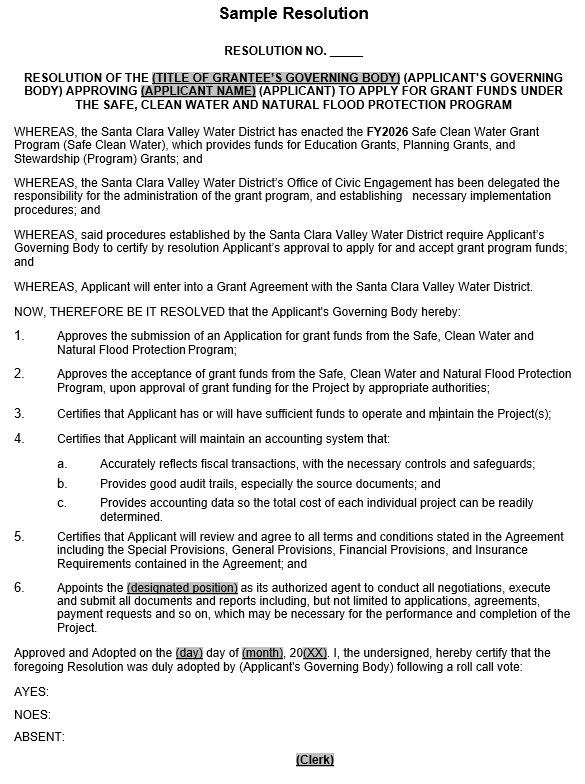 Sample Resolution
RESOLUTION NO. _____
RESOLUTION OF THE (TITLE OF GRANTEE'S GOVERNING BODY) (APPLICANT'S GOVERNING
BODY) APPROVING (APPLICANT NAME) (APPLICANT) TO APPLY FOR GRANT FUNDS UNDER
THE SAFE, CLEAN WATER AND NATURAL FLOOD PROTECTION PROGRAM
WHEREAS, the Santa Clara Valley Water District has enacted the FY2026 Safe Clean Water Grant
Program (Safe Clean Water), which provides funds for Education Grants, Planning Grants, and
Stewardship (Program) Grants; and
WHEREAS, the Santa Clara Valley Water District's Office of Civic Engagement has been delegated the
responsibility for the administration of the grant program, and establishing necessary implementation
procedures; and
WHEREAS, said procedures established by the Santa Clara Valley Water District require Applicant's
Governing Body to certify by resolution Applicant's approval to apply for and accept grant program funds;
and
WHEREAS, Applicant will enter into a Grant Agreement with the Santa Clara Valley Water District.
NOW, THEREFORE BE IT RESOLVED that the Applicant's Governing Body hereby:
1. Approves the submission of an Application for grant funds from the Safe, Clean Water and
Natural Flood Protection Program;
2. Approves the acceptance of grant funds from the Safe, Clean Water and Natural Flood Protection
Program, upon approval of grant funding for the Project by appropriate authorities;
3. Certifies that Applicant has or will have sufficient funds to operate and maintain the Project(s);
4. Certifies that Applicant will maintain an accounting system that:
a. Accurately reflects fiscal transactions, with the necessary controls and safeguards;
b. Provides good audit trails, especially the source documents; and
c. Provides accounting data so the total cost of each individual project can be readily
determined.
5. Certifies that Applicant will review and agree to all terms and conditions stated in the Agreement
including the Special Provisions, General Provisions, Financial Provisions, and Insurance
Requirements contained in the Agreement; and
6. Appoints the (designated position) as its authorized agent to conduct all negotiations, execute
and submit all documents and reports including, but not limited to applications, agreements,
payment requests and so on, which may be necessary for the performance and completion of the
Project.
Approved and Adopted on the (day) day of (month), 20(XX). I, the undersigned, hereby certify that the
foregoing Resolution was duly adopted by (Applicant's Governing Body) following a roll call vote:
AYES:
NOES:
ABSENT:
(Clerk)